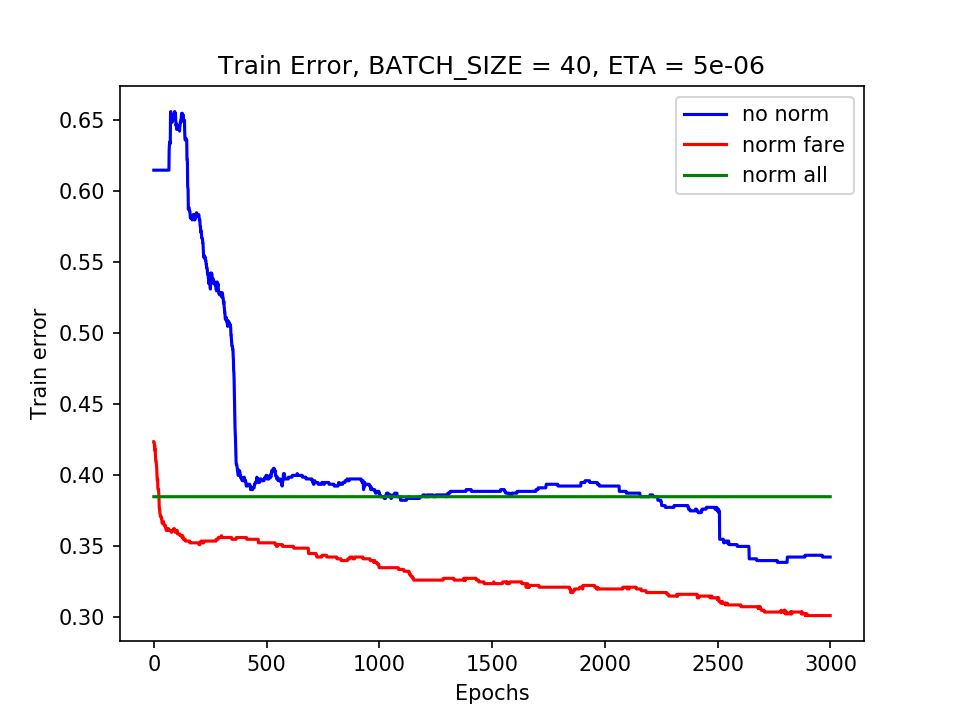 Train Error, BATCH_SIZE = 40, ETA = 5e-06
no norm
norm fare
norm all
Train error
0.65
0.60
0.55
0.50
0.45
0.40
0.35
0.30
0
500
1000
1500
2000
2500
3000
Epochs